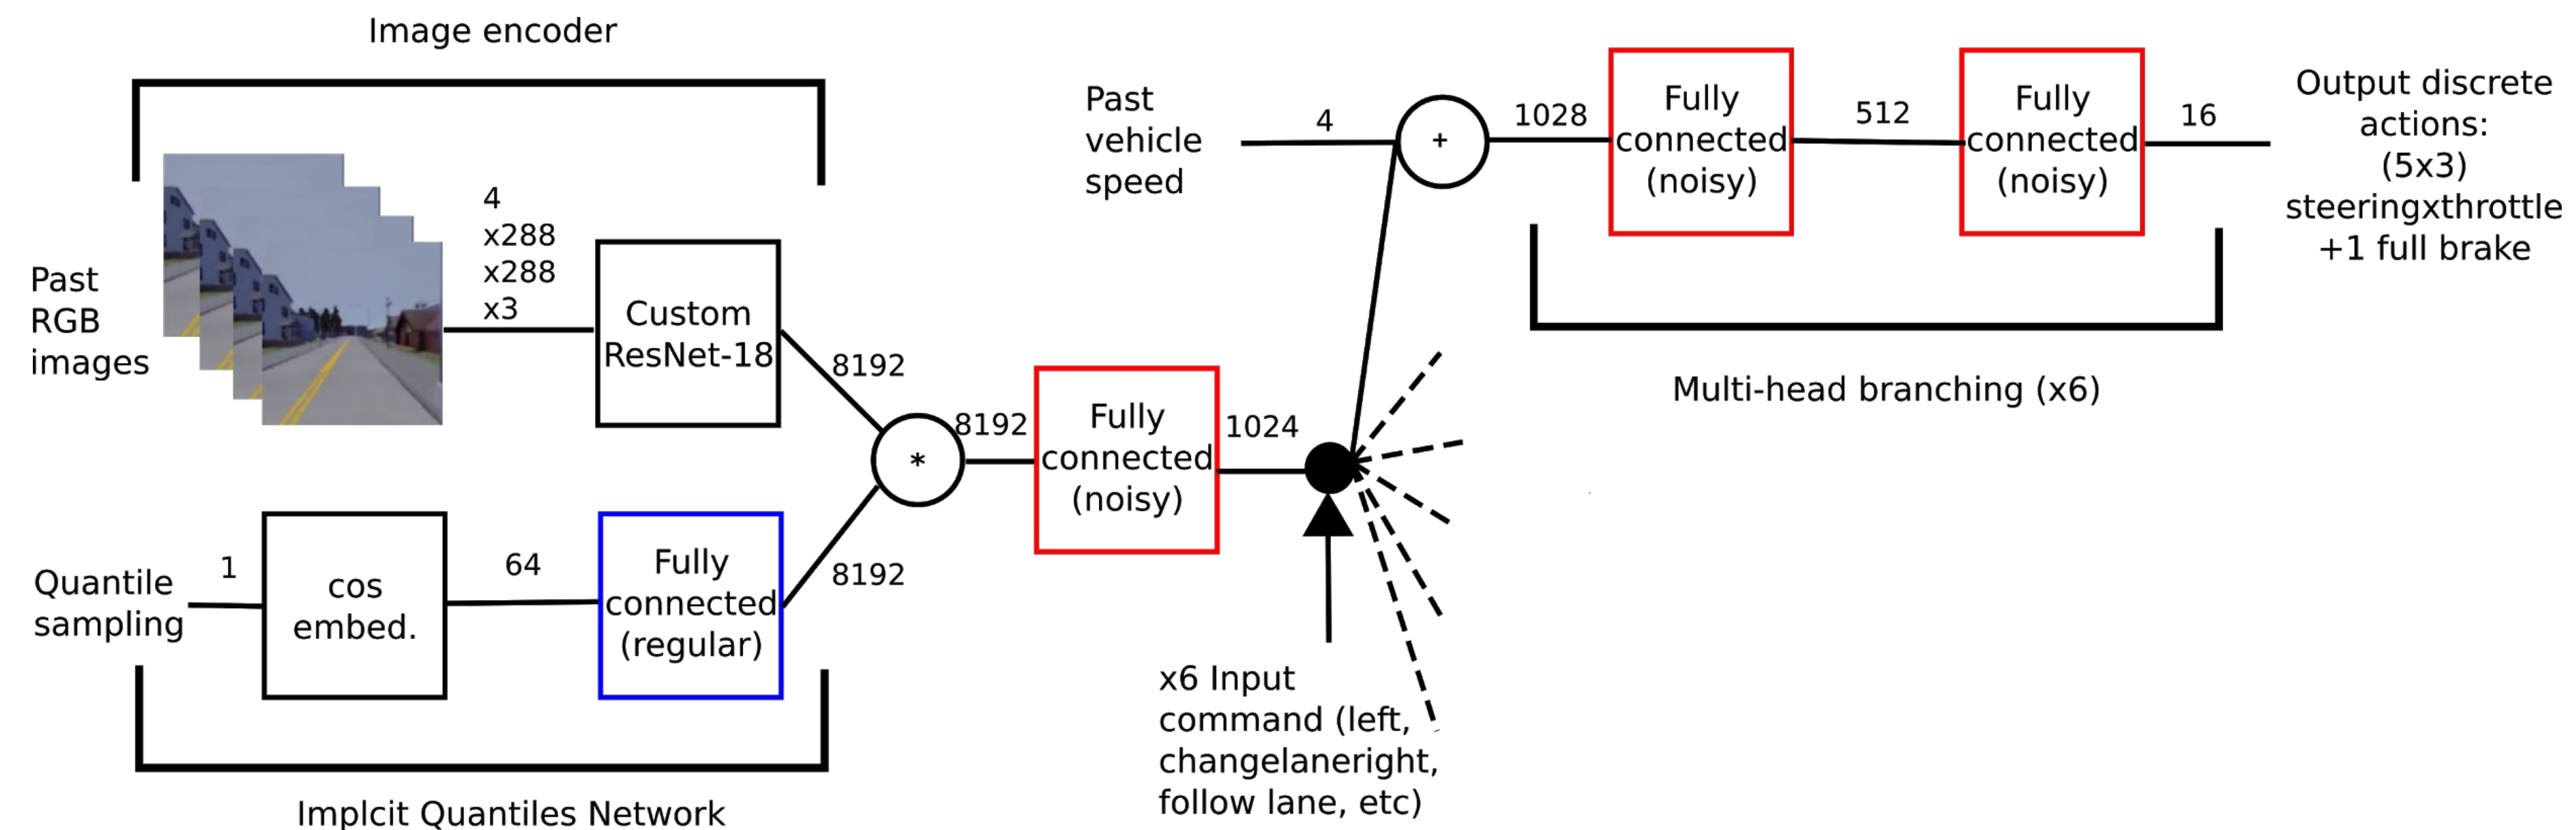 Image encoder
Past
RGB
images
4
x288
x288
x3
Custom
ResNet-18
8192
Quantile
sampling
1
cos
embed.
64
Fully
connected
(regular)
8192
Implcit Quantiles Network
*
8192
Fully
connected
(noisy)
1024
x6 Input
command (left,
changelaneright,
follow lane, etc)
Past
vehicle
speed
4
+
1028
Fully
connected
(noisy)
512
Fully
connected
(noisy)
16
Multi-head branching (x6)
Output discrete
actions:
(5x3)
steeringxthrottle
+1 full brake